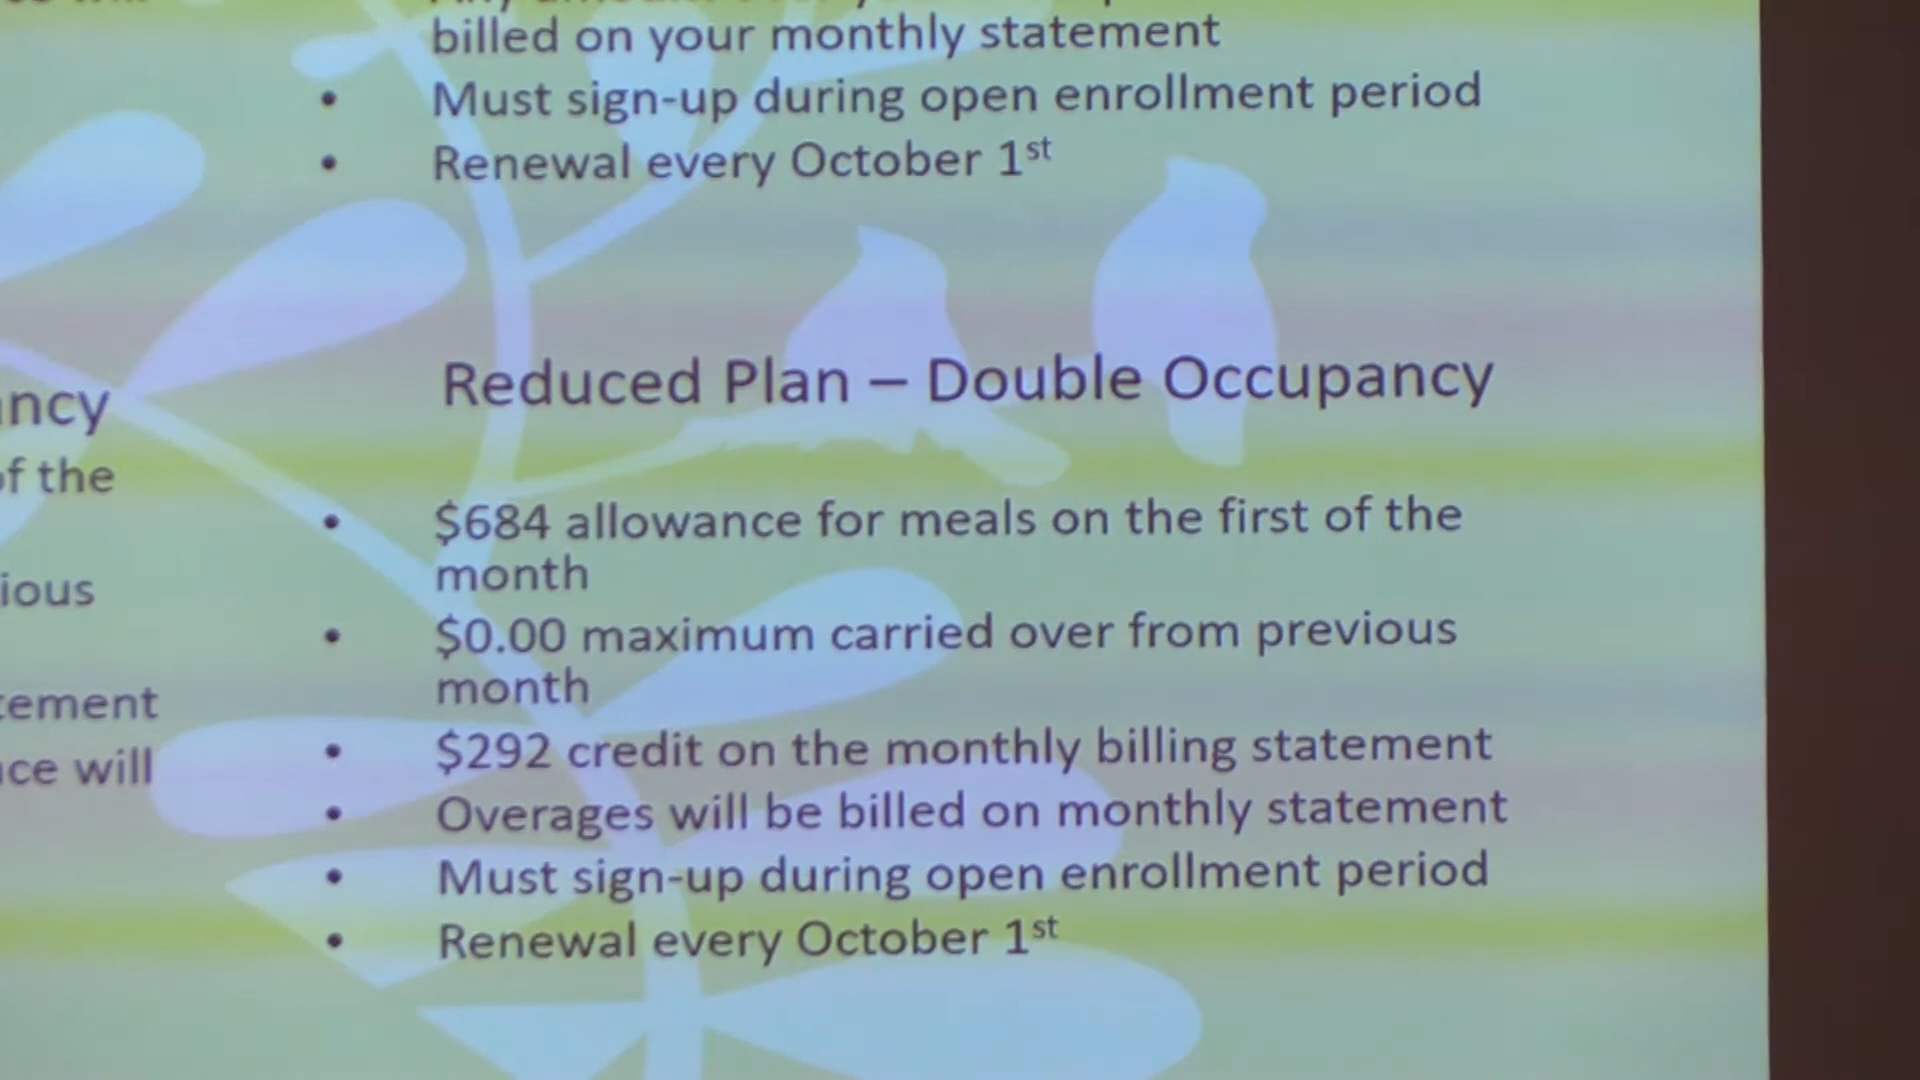 billed on your monthly statement
• Must sign-up during open enrollment period
• Renewal every October 1st
ncy
of the
ious
tement
ce will
Reduced Plan – Double Occupancy
• $684 allowance for meals on the first of the
month
• $0.00 maximum carried over from previous
month
• $292 credit on the monthly billing statement
• Overages will be billed on monthly statement
• Must sign-up during open enrollment period
• Renewal every October 1st